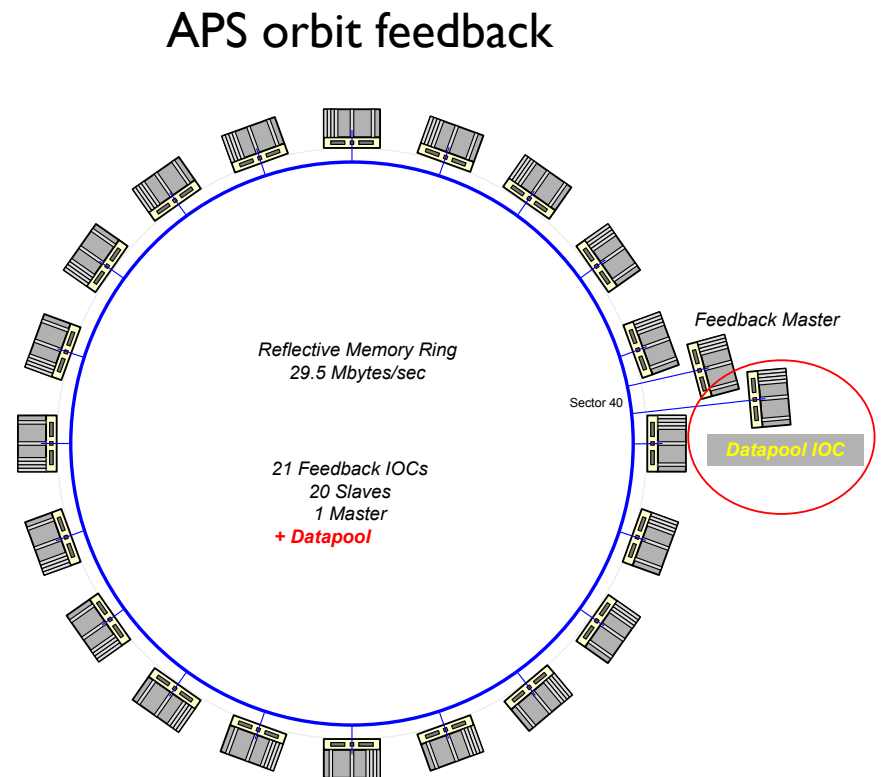 APS orbit feedback
Feedback Master
Reflective Memory Ring
29.5 Mbytes/sec
Sector 40
Datapool IOC
21 Feedback IOCs
20 Slaves
1 Master
+ Datapool